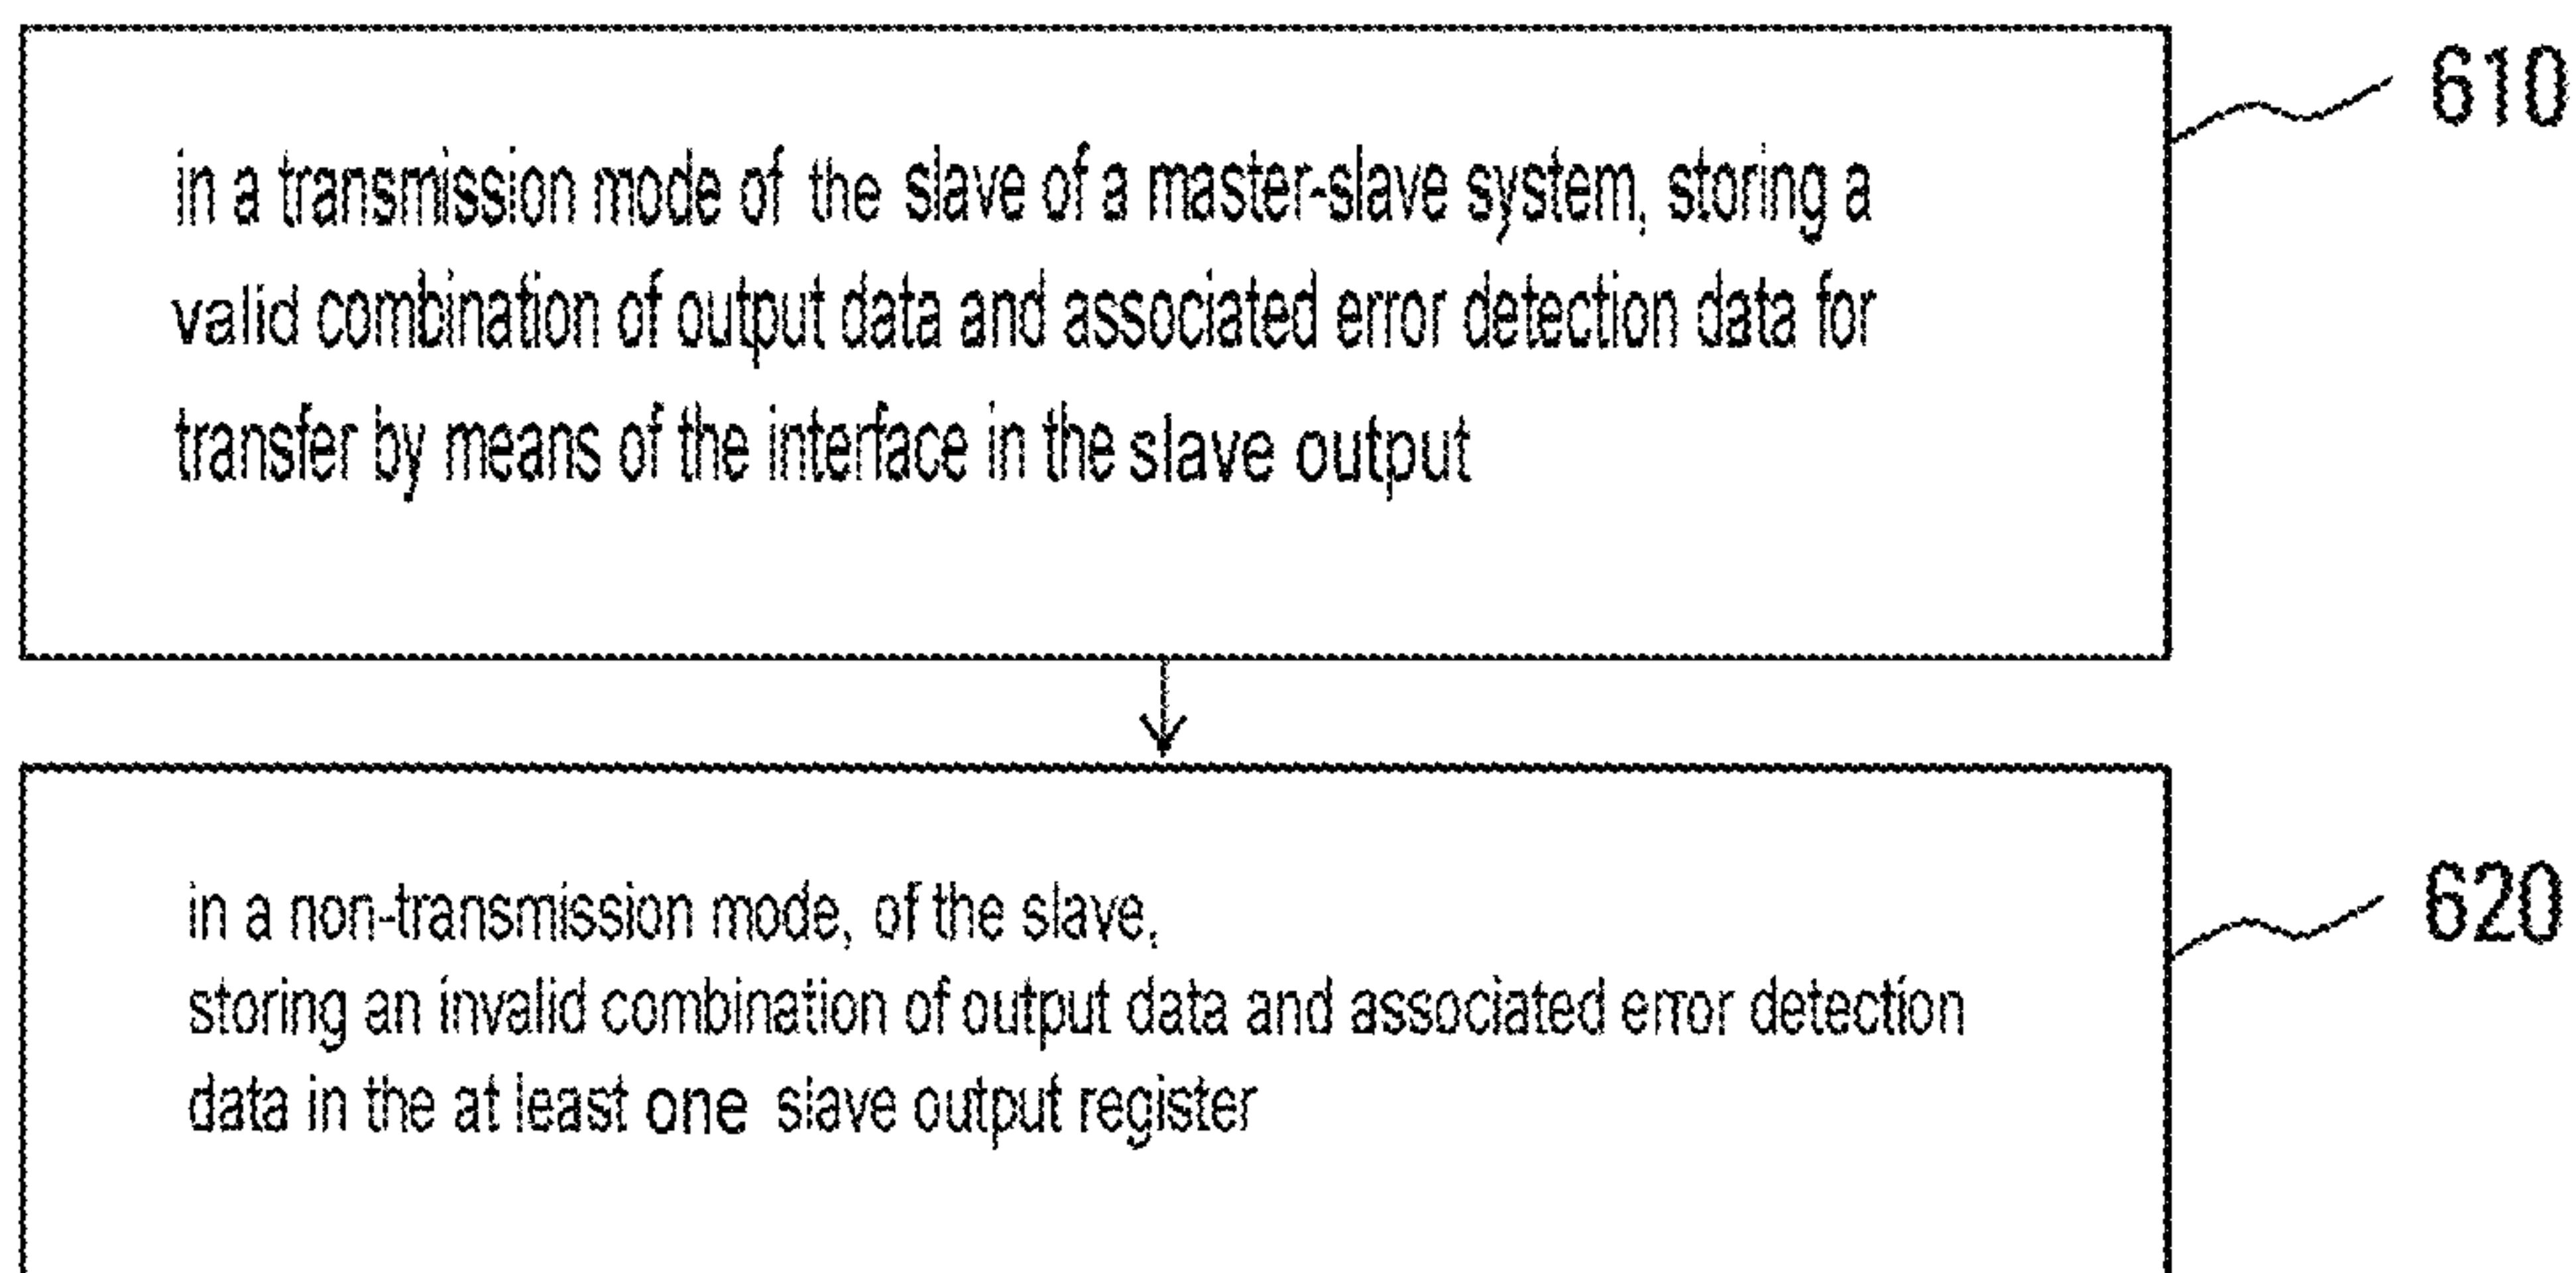 in a transmission mode of the slave of a master-slave system, storing a
valid combination of output data and associated error detection data for
transfer by means of the interface in the slave output
610
in a non-transmission mode, of the slave,
storing an invalid combination of output data and associated error detection
data in the at least one slave output register
620